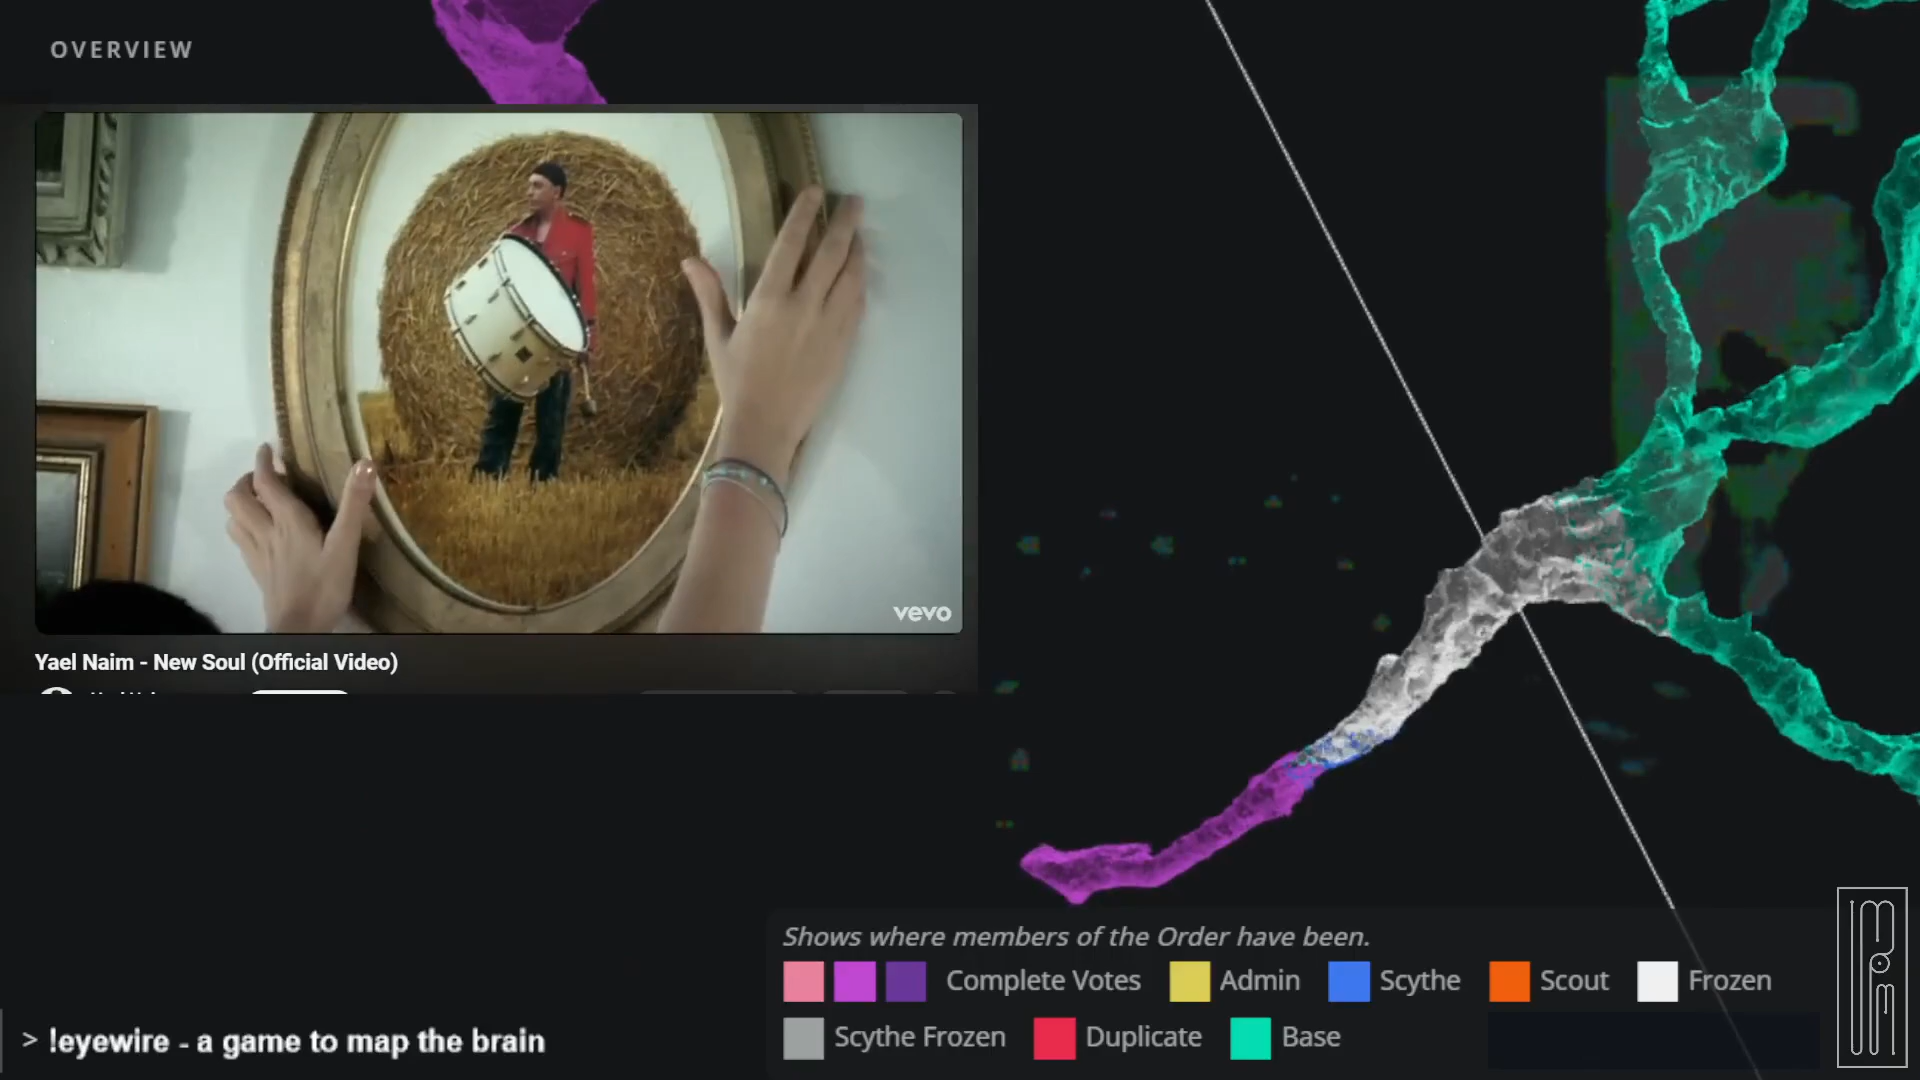 OVERVIEW
vevo
Yael Naim - New Soul (Official Video)
Shows where members of the Order have been.
Complete Votes Admin Scythe Scout Frozen
Scythe Frozen Duplicate Base
> !eyewire - a game to map the brain